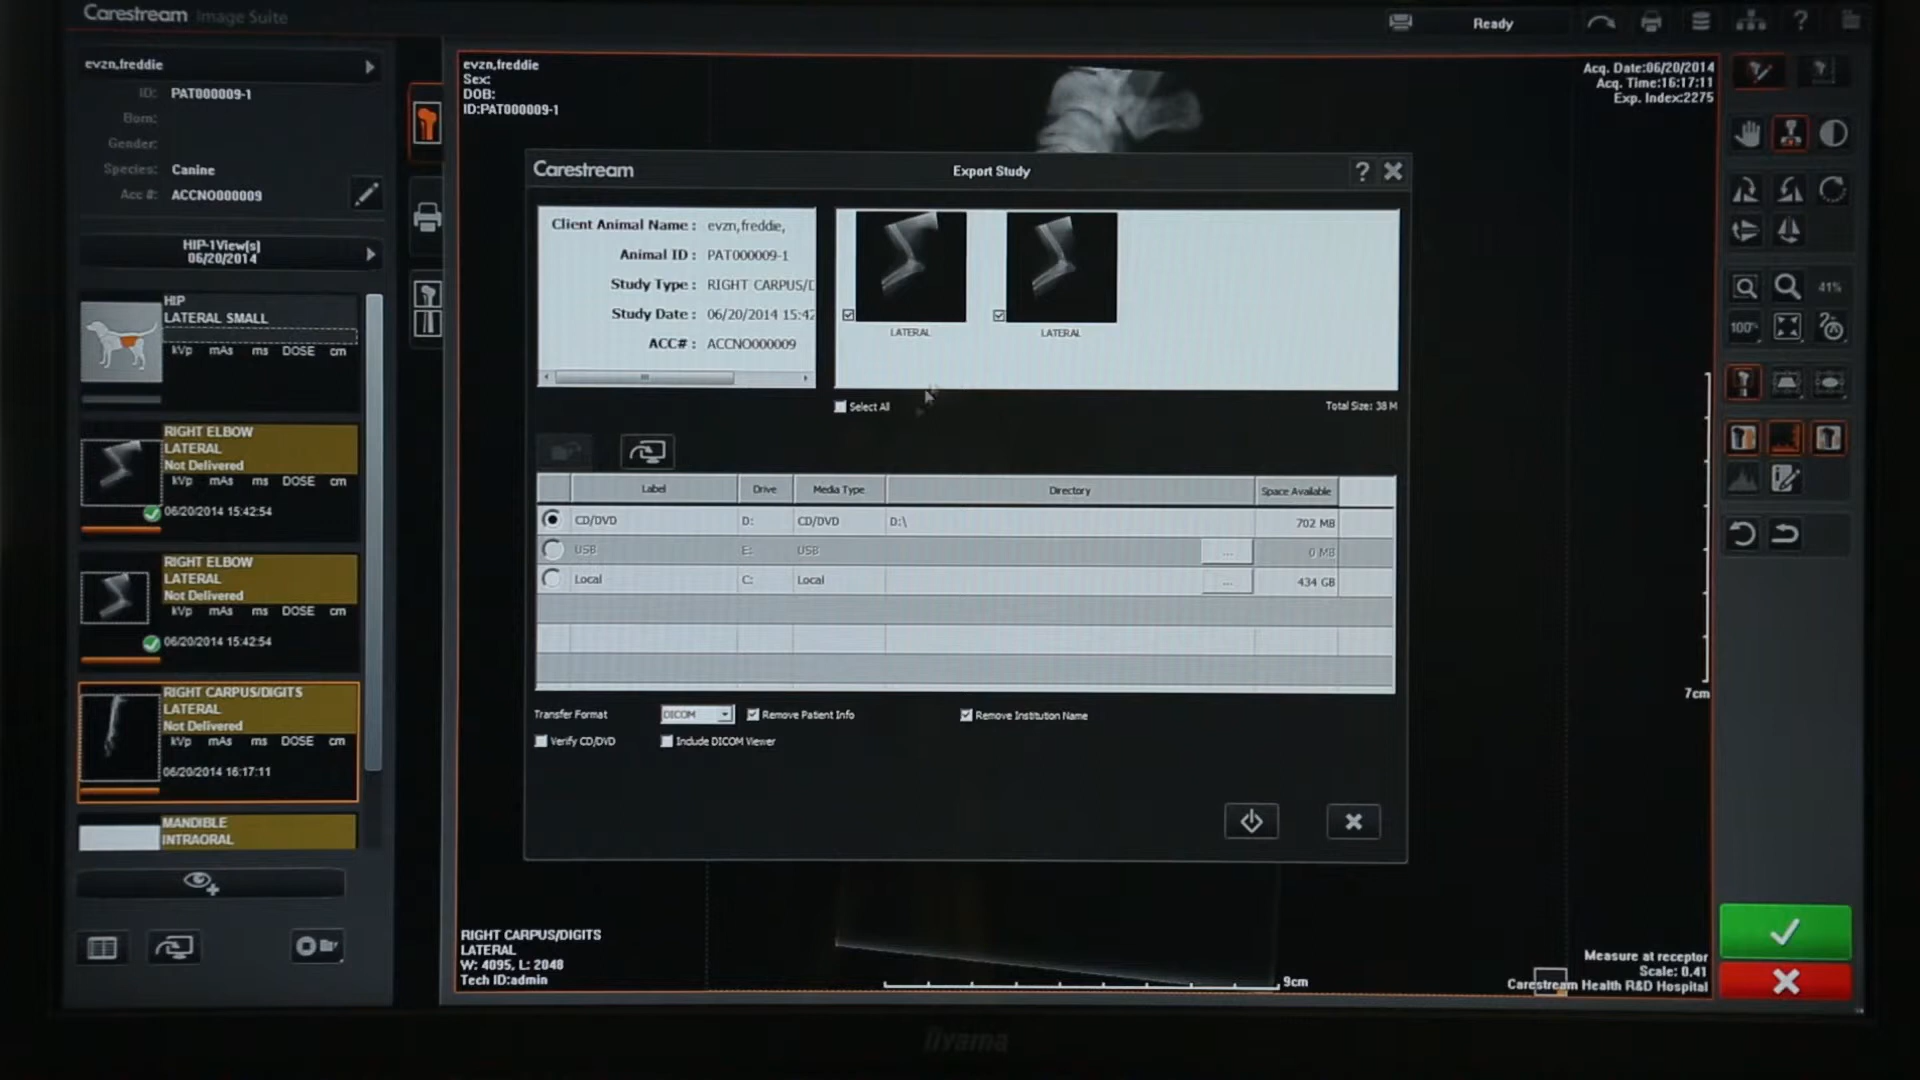 Carestream Image Suite
Ready
evzn,freddie
ID: PAT000009-1
Born:
Gender:
Species: Canine
Acc #: ACCNO000009
HIP-1View(s)
06/20/2014
HIP
LATERAL SMALL
kVp mAs ms DOSE cm
RIGHT ELBOW
LATERAL
Not Delivered
kVp mAs ms DOSE cm
06/20/2014 15:42:54
RIGHT ELBOW
LATERAL
Not Delivered
kVp mAs ms DOSE cm
06/20/2014 15:42:54
RIGHT CARPUS/DIGITS
LATERAL
Not Delivered
kVp mAs ms DOSE cm
06/20/2014 16:17:11
MANDIBLE
INTRAORAL
evzn,freddie
Sex:
DOB:
ID:PAT000009-1
Acq. Date:06/20/2014
Acq. Time:16:17:11
Exp. Index:2275
Carestream
Export Study
?
Client Animal Name : evzn,freddie,
Animal ID : PAT000009-1
Study Type : RIGHT CARPUS/D
Study Date : 06/20/2014 15:42
ACC# : ACCNO000009
LATERAL
LATERAL
Select All
Total Size: 38 M
Label Drive Media Type Directory Space Available
CD/DVD D: CD/DVD D:\ 702 MB
USB E: USB ... 0 MB
Local C: Local ... 434 GB
Transfer Format DICOM Remove Patient Info Remove Institution Name
Verify CD/DVD Include DICOM Viewer
RIGHT CARPUS/DIGITS
LATERAL
W: 4095, L: 2048
Tech ID:admin
9cm
7cm
Measure at receptor
Scale: 0.41
Carestream Health R&D Hospital
?
41%
100%
iiyama